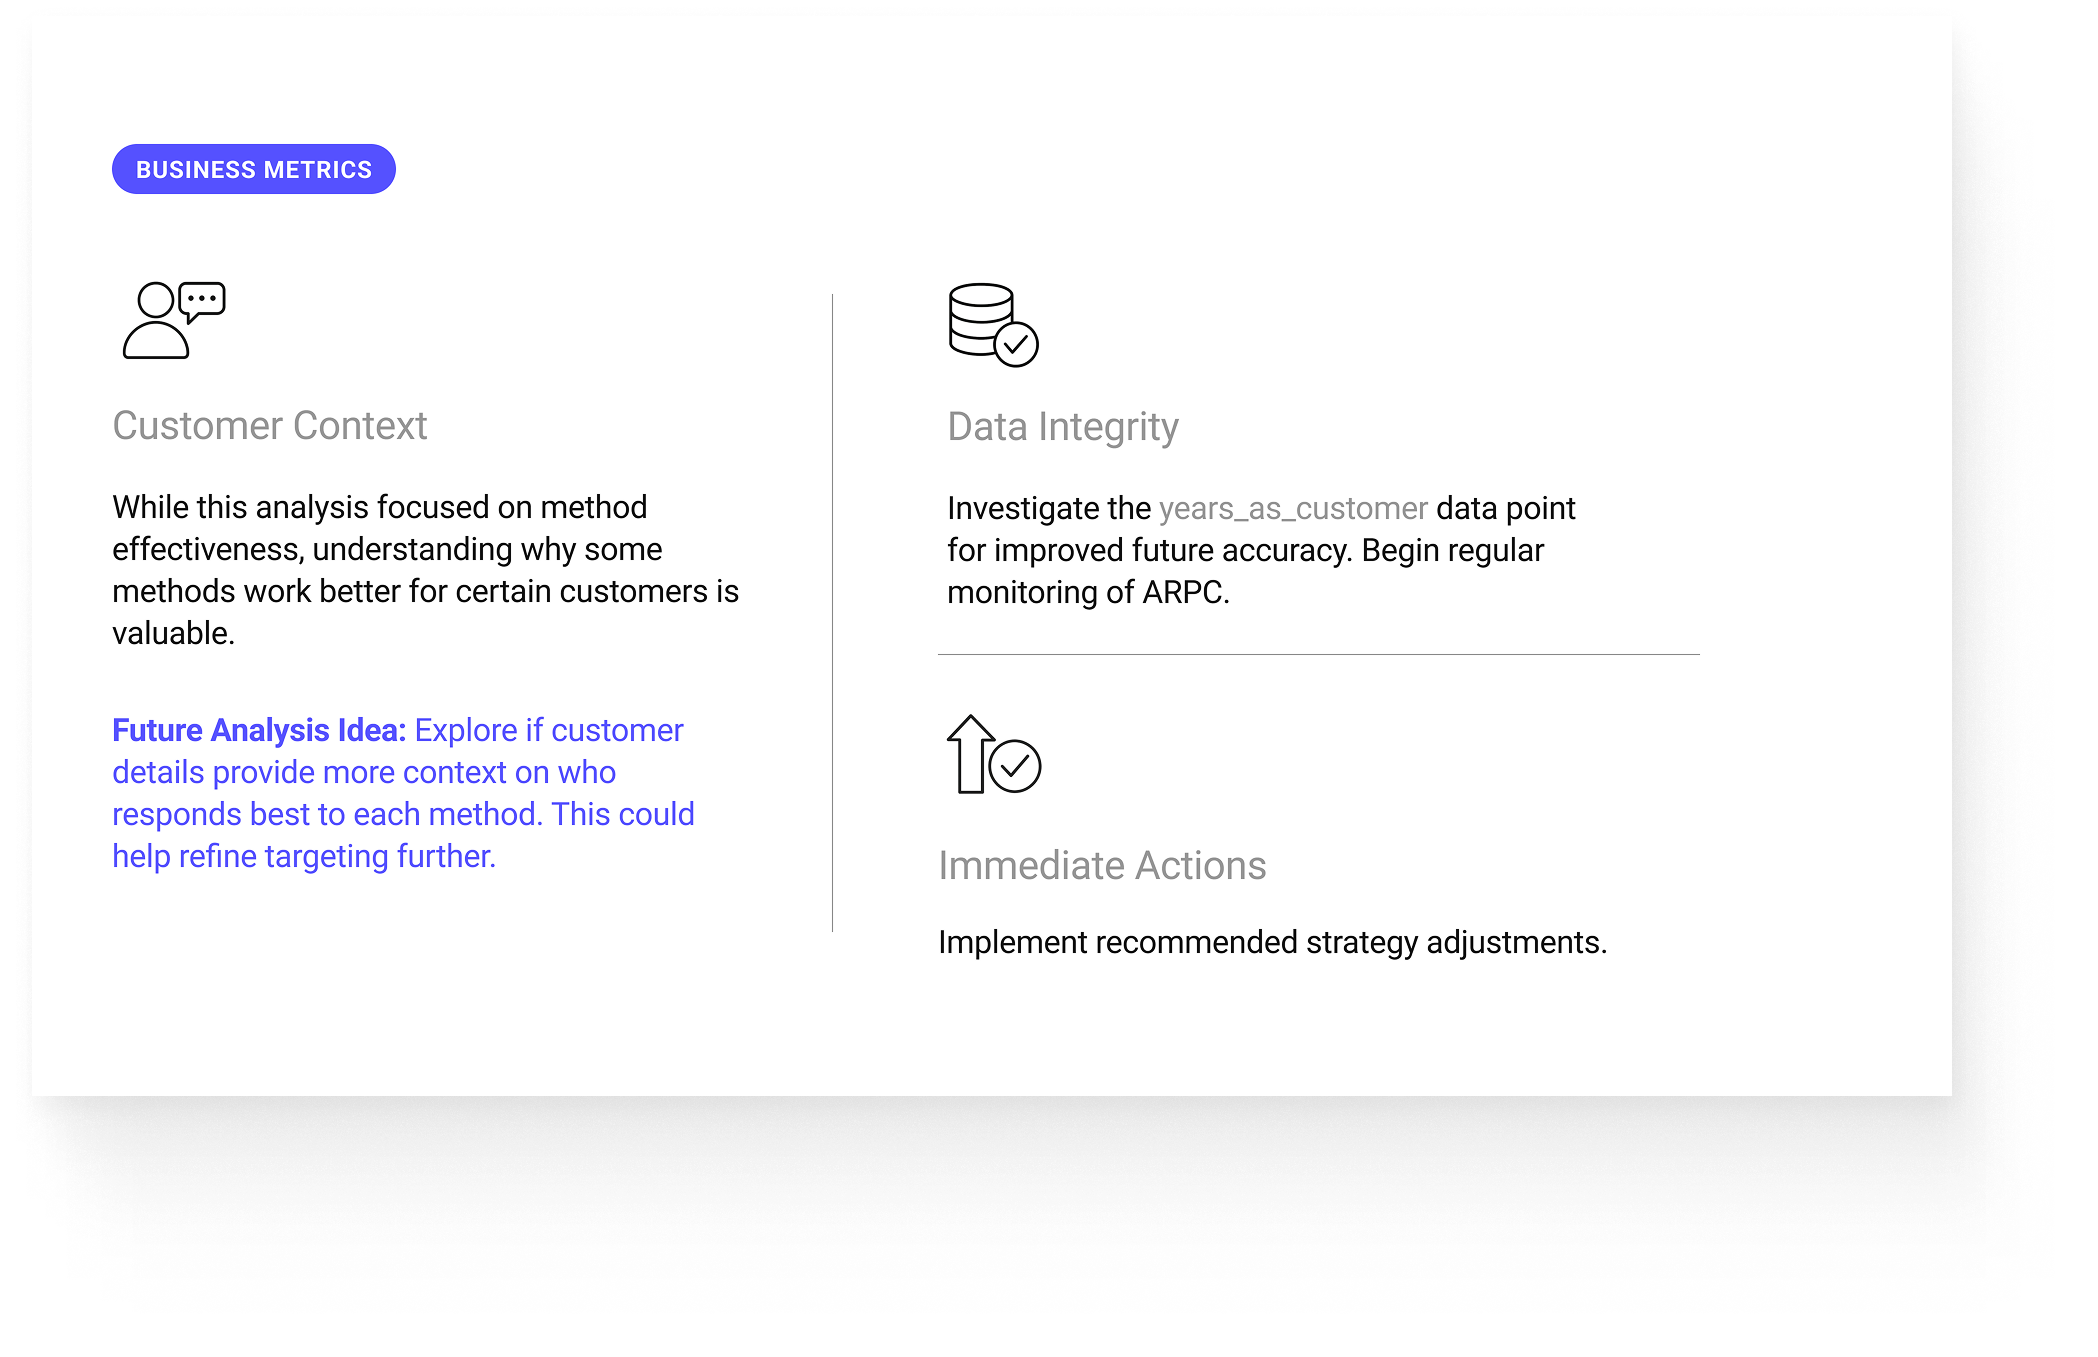 BUSINESS METRICS
Customer Context
While this analysis focused on method
effectiveness, understanding why some
methods work better for certain customers is
valuable.
Future Analysis Idea: Explore if customer
details provide more context on who
responds best to each method. This could
help refine targeting further.
Data Integrity
Investigate the years_as_customer data point
for improved future accuracy. Begin regular
monitoring of ARPC.
Immediate Actions
Implement recommended strategy adjustments.